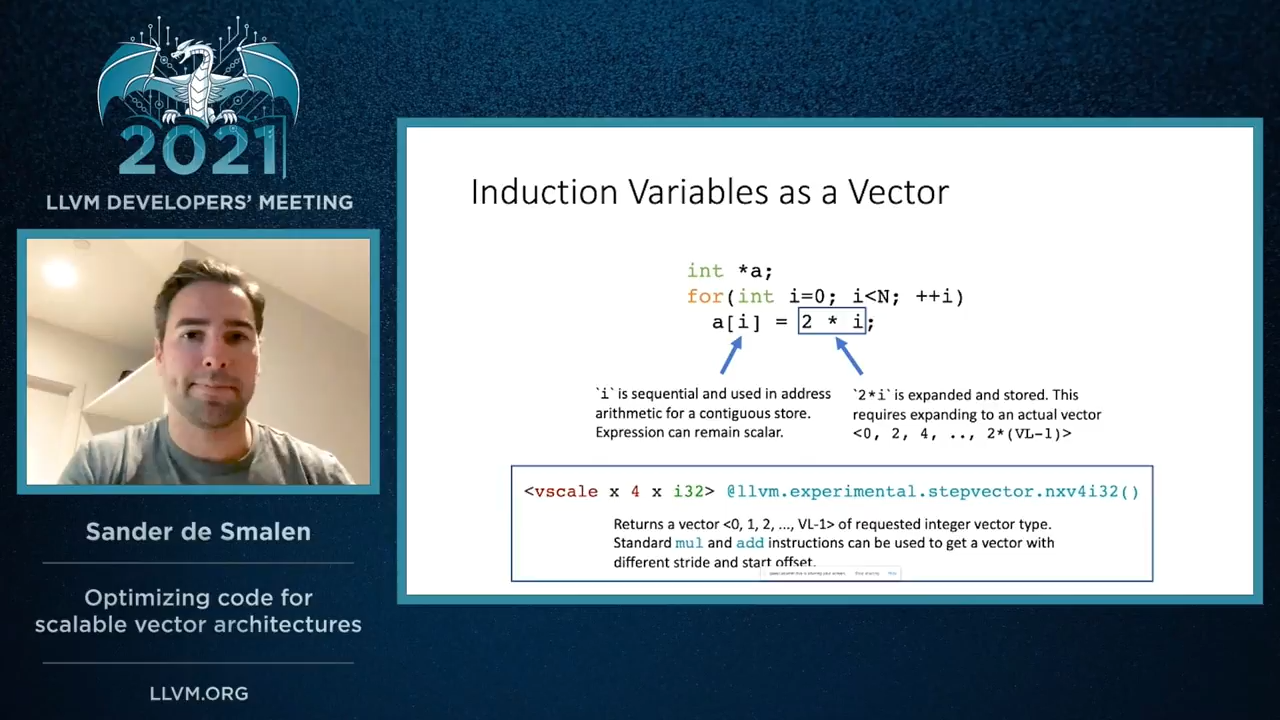 2021
LLVM DEVELOPERS' MEETING
Sander de Smalen
Optimizing code for
scalable vector architectures
LLVM.ORG
Induction Variables as a Vector
int *a;
for(int i=0; i<N; ++i)
a[i] = 2 * i;
`i` is sequential and used in address
arithmetic for a contiguous store.
Expression can remain scalar.
`2*i` is expanded and stored. This
requires expanding to an actual vector
<0, 2, 4, .., 2*(VL-1)>
<vscale x 4 x i32> @llvm.experimental.stepvector.nxv4i32()
Returns a vector <0, 1, 2, ..., VL-1> of requested integer vector type.
Standard mul and add instructions can be used to get a vector with
different stride and start offset.